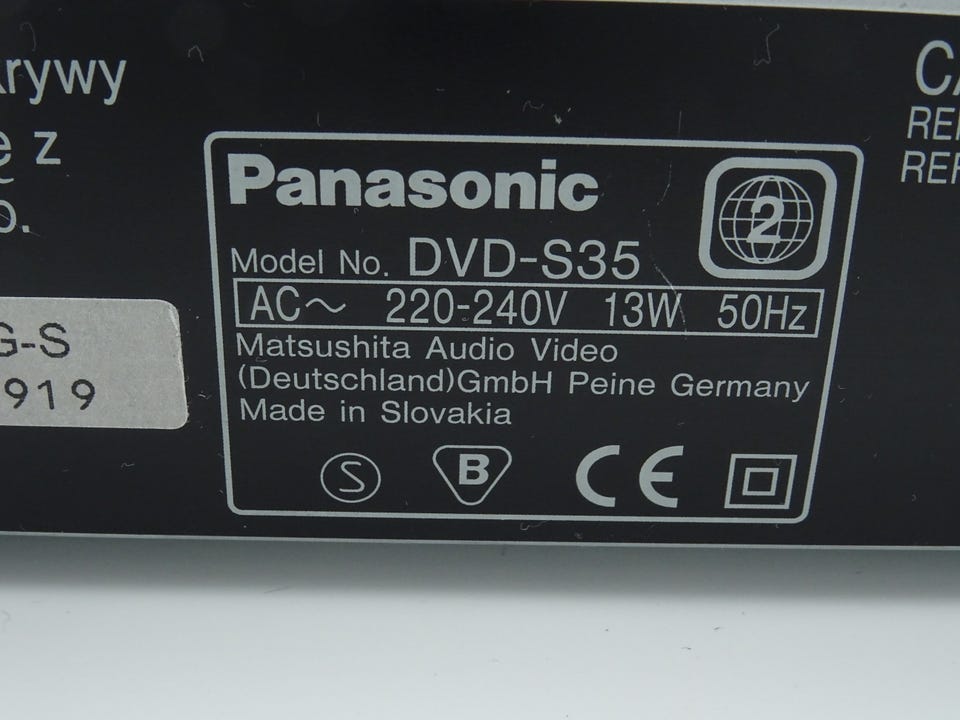 z
G-S
919
Panasonic
2
Model No. DVD-S35
AC～ 220-240V 13W 50Hz
Matsushita Audio Video
(Deutschland)GmbH Peine Germany
Made in Slovakia
S
B
CE